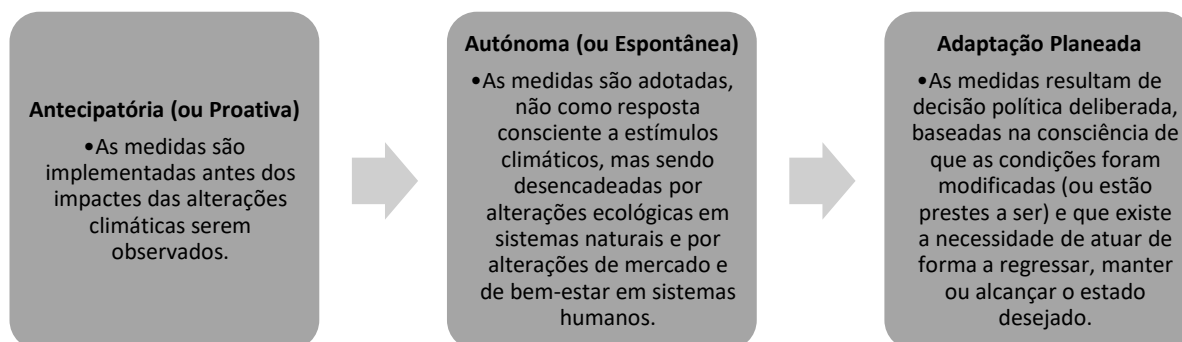 Antecipatória (ou Proativa)
•As medidas são
implementadas antes dos
impactes das alterações
climáticas serem
observados.
Autónoma (ou Espontânea)
•As medidas são adotadas,
não como resposta
consciente a estímulos
climáticos, mas sendo
desencadeadas por
alterações ecológicas em
sistemas naturais e por
alterações de mercado e
de bem-estar em sistemas
humanos.
Adaptação Planeada
•As medidas resultam de
decisão política deliberada,
baseadas na consciência de
que as condições foram
modificadas (ou estão
prestes a ser) e que existe
a necessidade de atuar de
forma a regressar, manter
ou alcançar o estado
desejado.